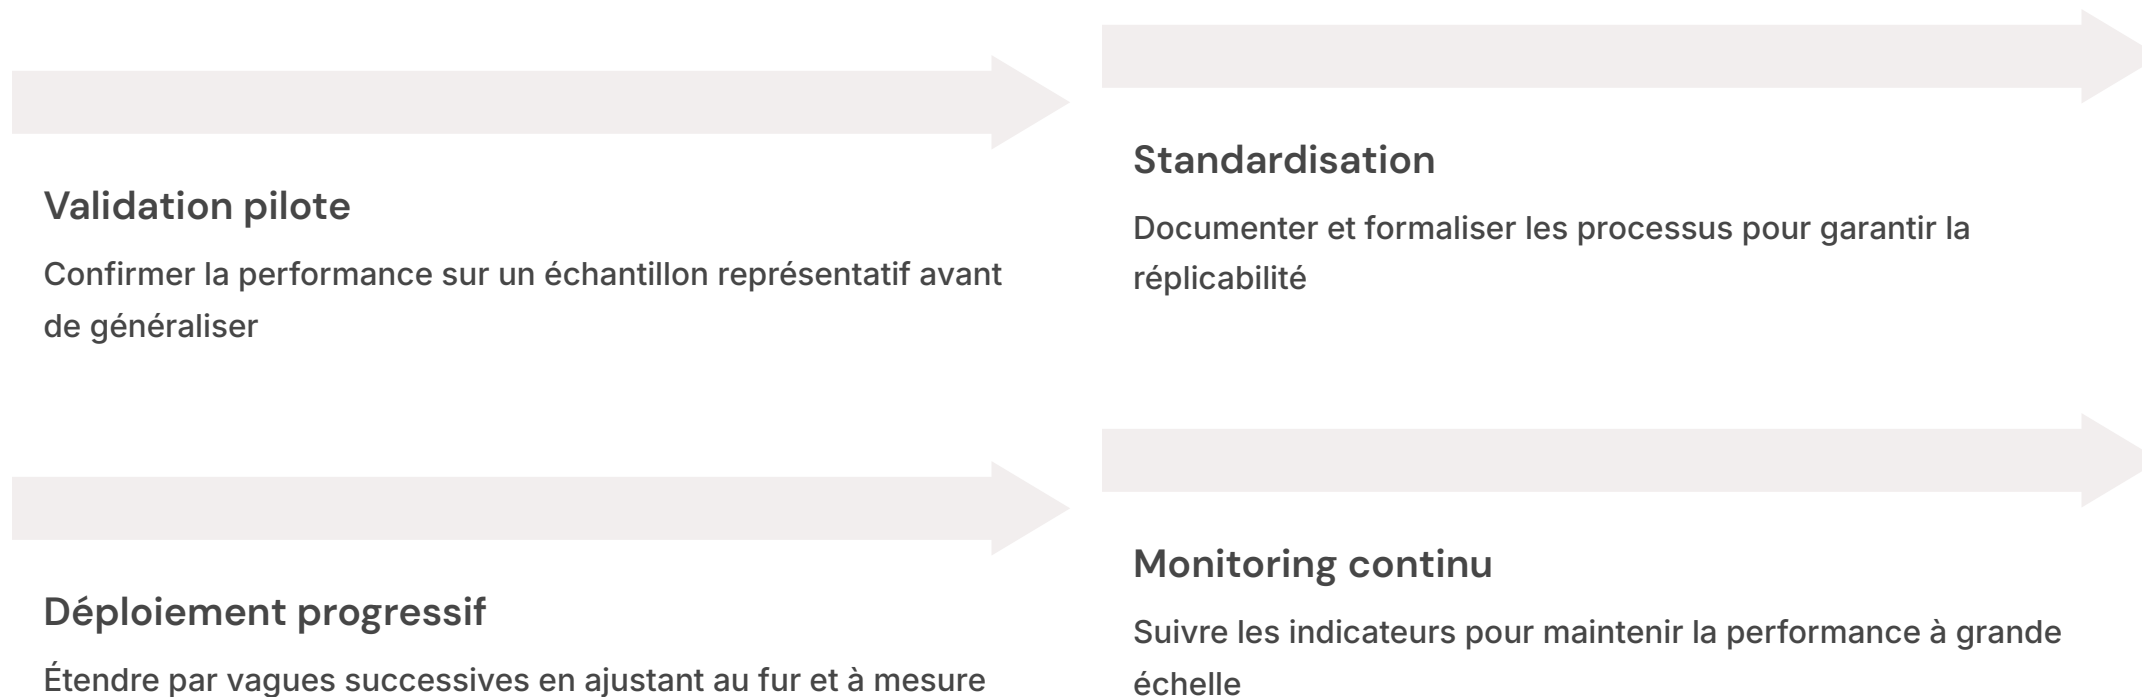 Validation pilote
Confirmer la performance sur un échantillon représentatif avant
de généraliser
Standardisation
Documenter et formaliser les processus pour garantir la
réplicabilité
Déploiement progressif
Étendre par vagues successives en ajustant au fur et à mesure
Monitoring continu
Suivre les indicateurs pour maintenir la performance à grande
échelle